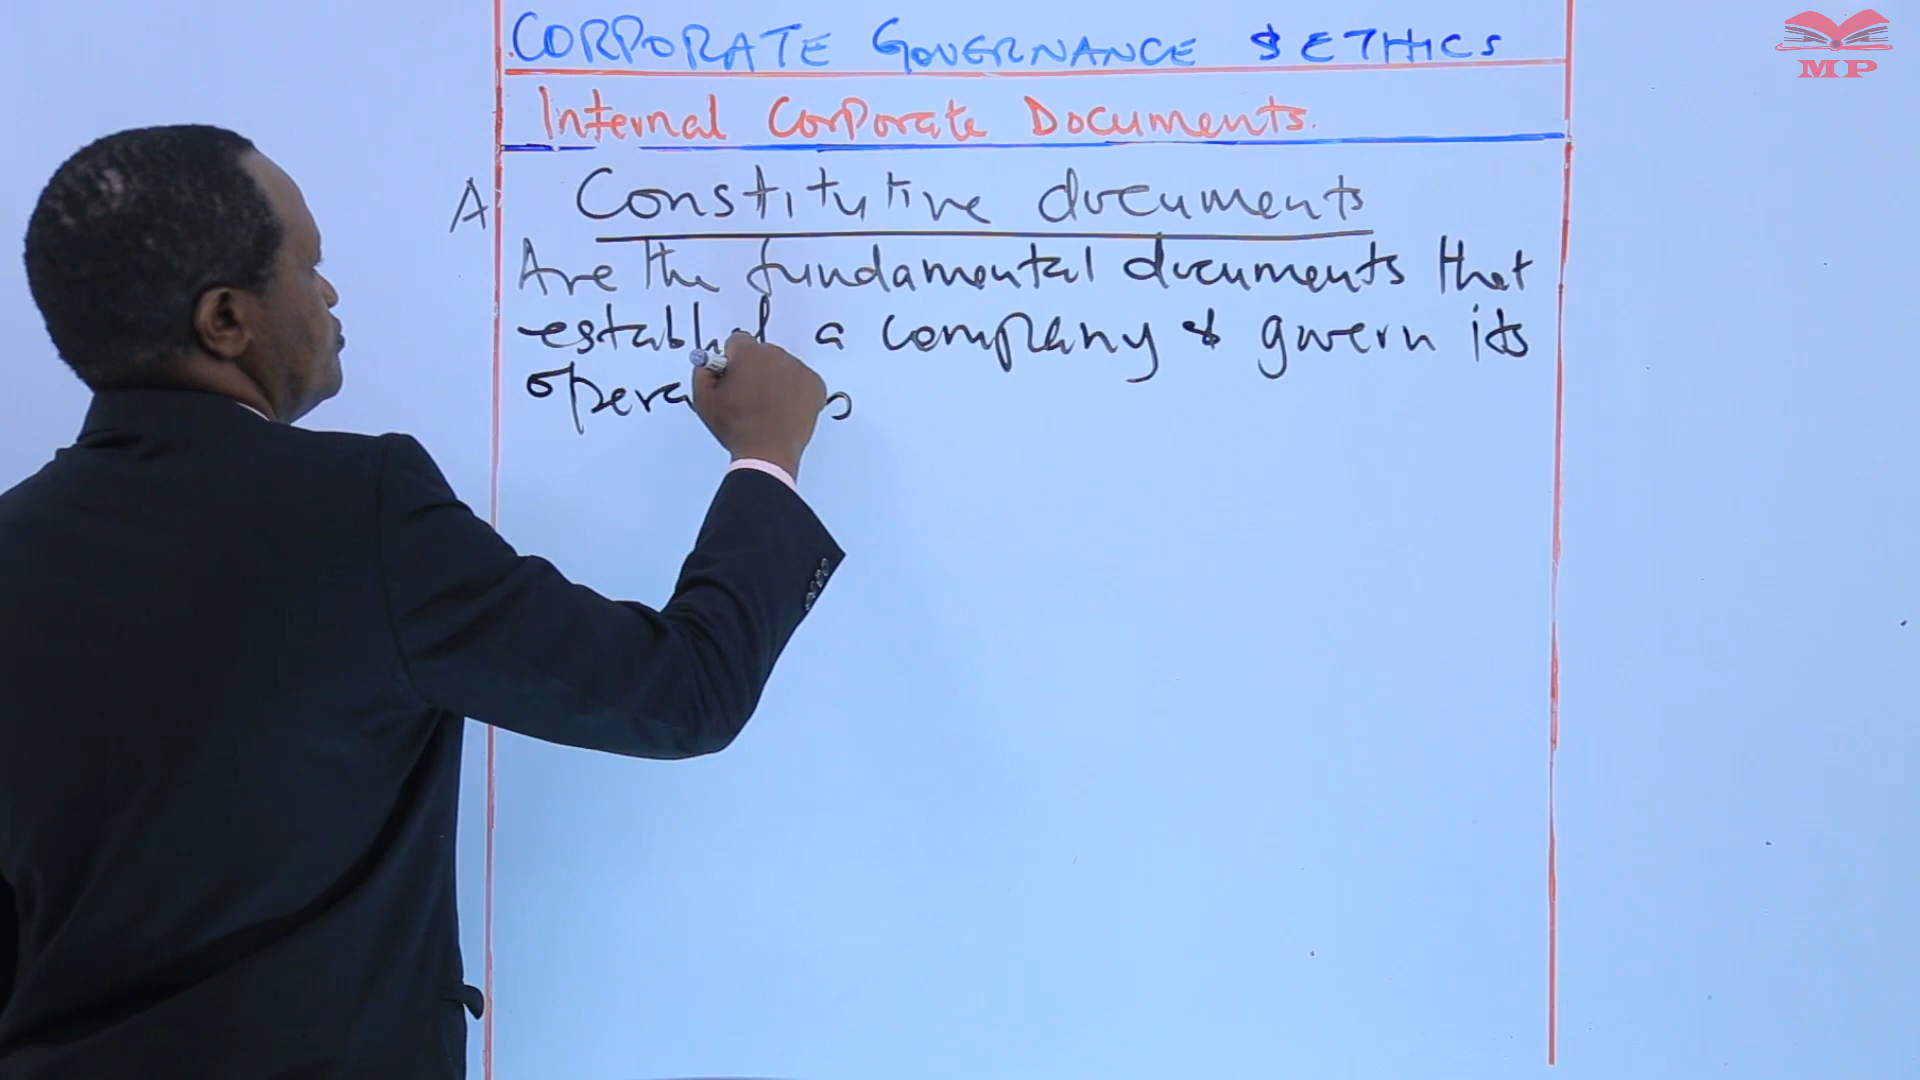 CORPORATE GOVERNANCE & ETHICS
MP
Internal Corporate Documents.
A Constitutive documents
Are the fundamental documents that
a company & govern its